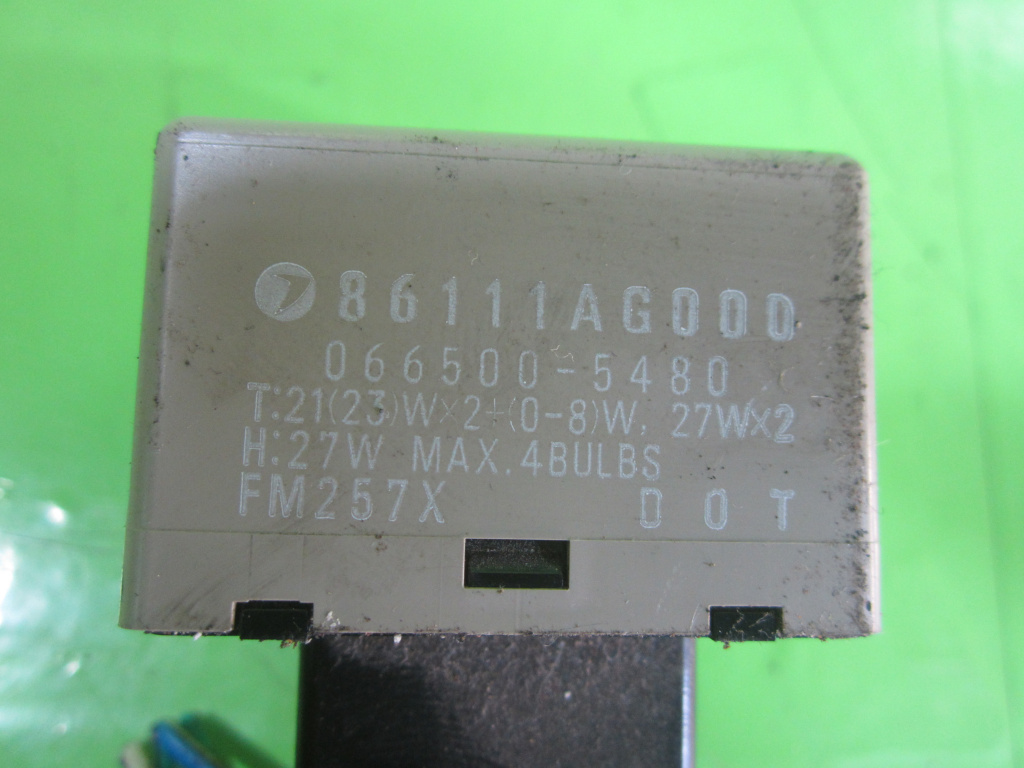 86111AG000
066500-5480
T:21(23)W×2+(0-8)W, 27W×2
H:27W MAX.4BULBS
FM257X DOT